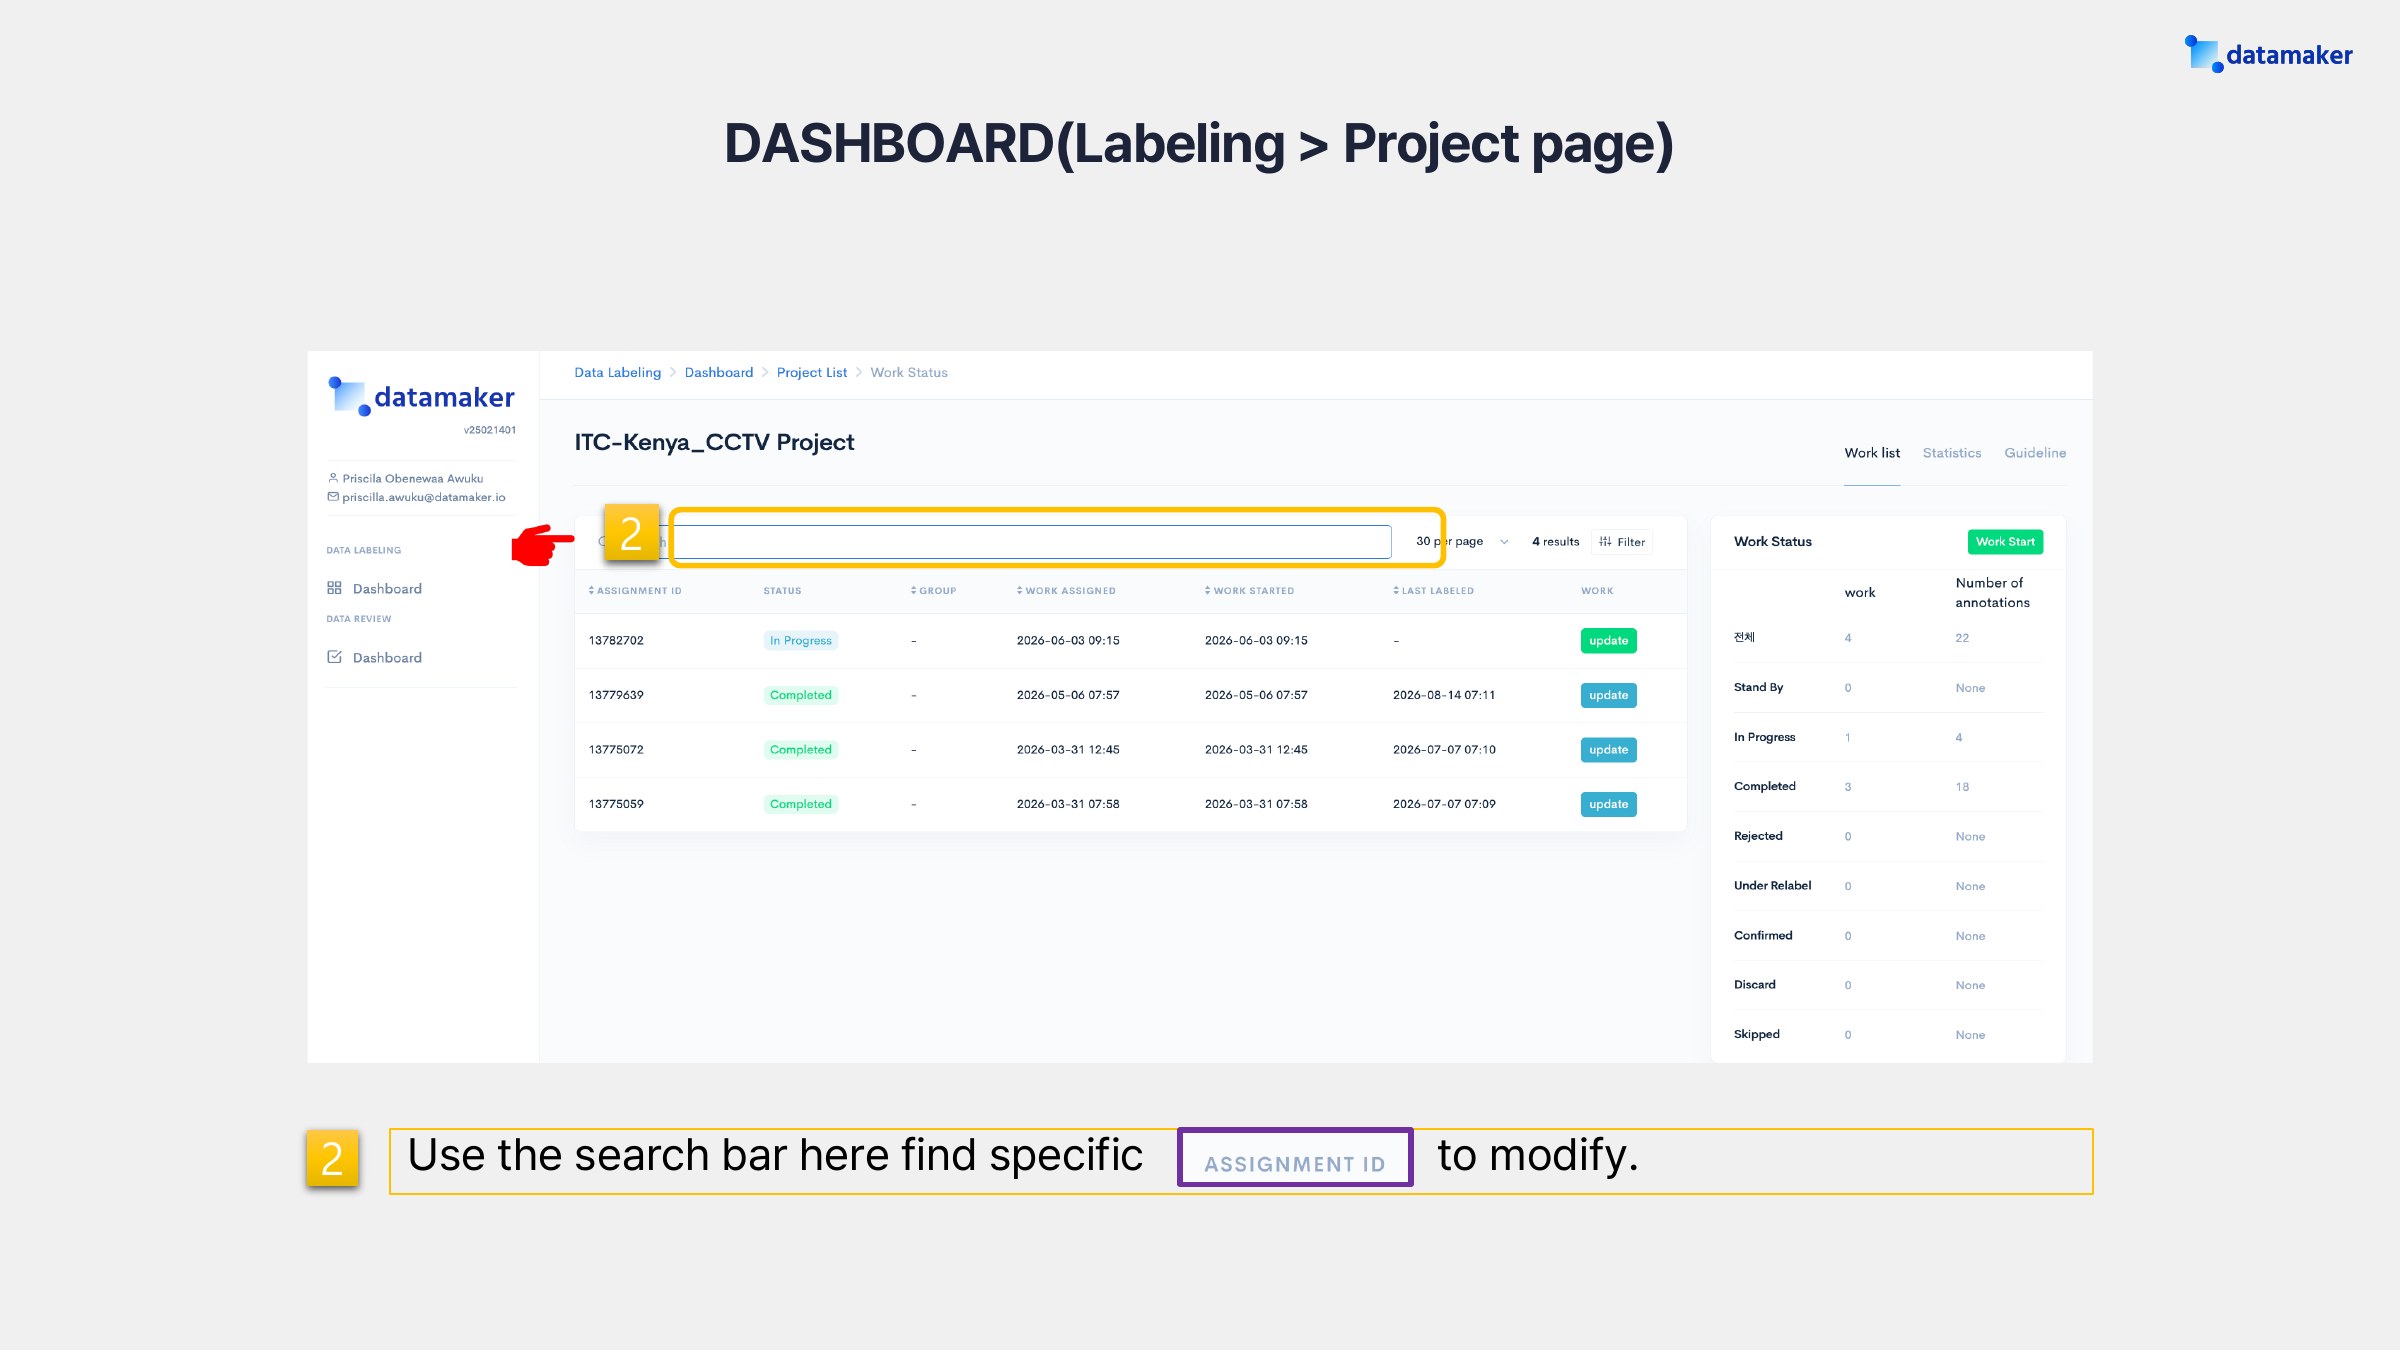 datamaker
DASHBOARD(Labeling > Project page)
datamaker
v25021401
Priscila Obenewaa Awuku
priscilla.awuku@datamaker.io
DATA LABELING
Dashboard
DATA REVIEW
Dashboard
Data Labeling > Dashboard > Project List > Work Status
ITC-Kenya_CCTV Project
Work list Statistics Guideline
2
30 per page 4 results Filter
ASSIGNMENT ID STATUS GROUP WORK ASSIGNED WORK STARTED LAST LABELED WORK
13782702 In Progress - 2026-06-03 09:15 2026-06-03 09:15 - update
13779639 Completed - 2026-05-06 07:57 2026-05-06 07:57 2026-08-14 07:11 update
13775072 Completed - 2026-03-31 12:45 2026-03-31 12:45 2026-07-07 07:10 update
13775059 Completed - 2026-03-31 07:58 2026-03-31 07:58 2026-07-07 07:09 update
Work Status Work Start
work Number of
annotations
전체 4 22
Stand By 0 None
In Progress 1 4
Completed 3 18
Rejected 0 None
Under Relabel 0 None
Confirmed 0 None
Discard 0 None
Skipped 0 None
2 Use the search bar here find specific ASSIGNMENT ID to modify.